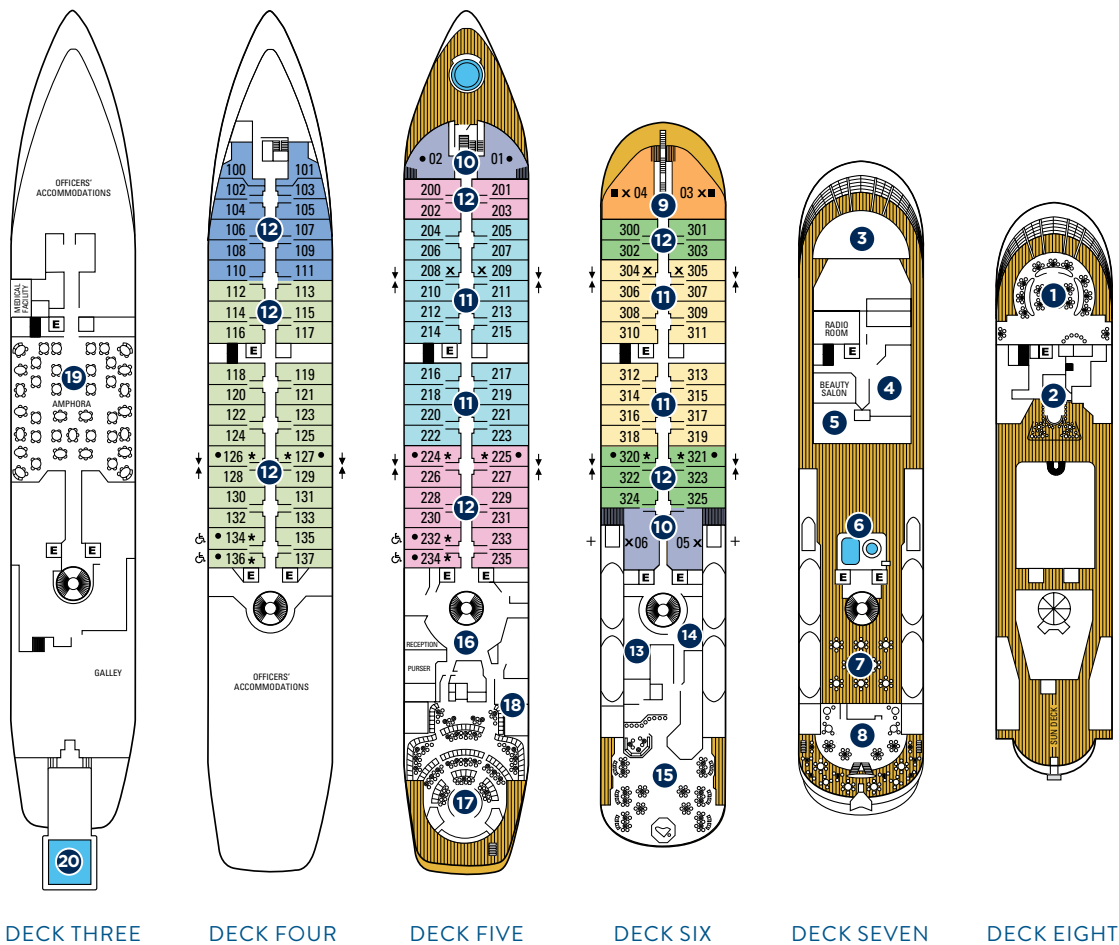 OFFICERS'
ACCOMMODATIONS
MEDICAL
FACILITY
E
19
AMPHORA
E E
GALLEY
20
DECK THREE
100 101
102 103
104 105
106 12 107
108 109
110 111
112 113
114 12 115
116 117
E
118 119
120 121
122 123
124 125
•126* *127•
128 12 129
130 131
132 133
•134* 135
•136* 137
E E
OFFICERS'
ACCOMMODATIONS
DECK FOUR
•02 10 01•
200 12 201
202 203
204 205
206 207
208 x x 209
210 11 211
212 213
214 215
E
216 217
218 11 219
220 221
222 223
•224* *225•
226 227
228 12 229
230 231
•232* 233
•234* 235
E E
RECEPTION 16
PURSER
18
17
DECK FIVE
■ x 04 03 x ■
9
300 12 301
302 303
304 x x 305
306 11 307
308 309
310 311
E
312 313
314 11 315
316 317
318 319
•320* *321•
322 12 323
324 325
10
+ x06 05x +
E E
14
13
15
DECK SIX
3
RADIO
ROOM
E
BEAUTY
SALON
4
5
6
E E
7
8
DECK SEVEN
1
E
2
SUN DECK
DECK EIGHT